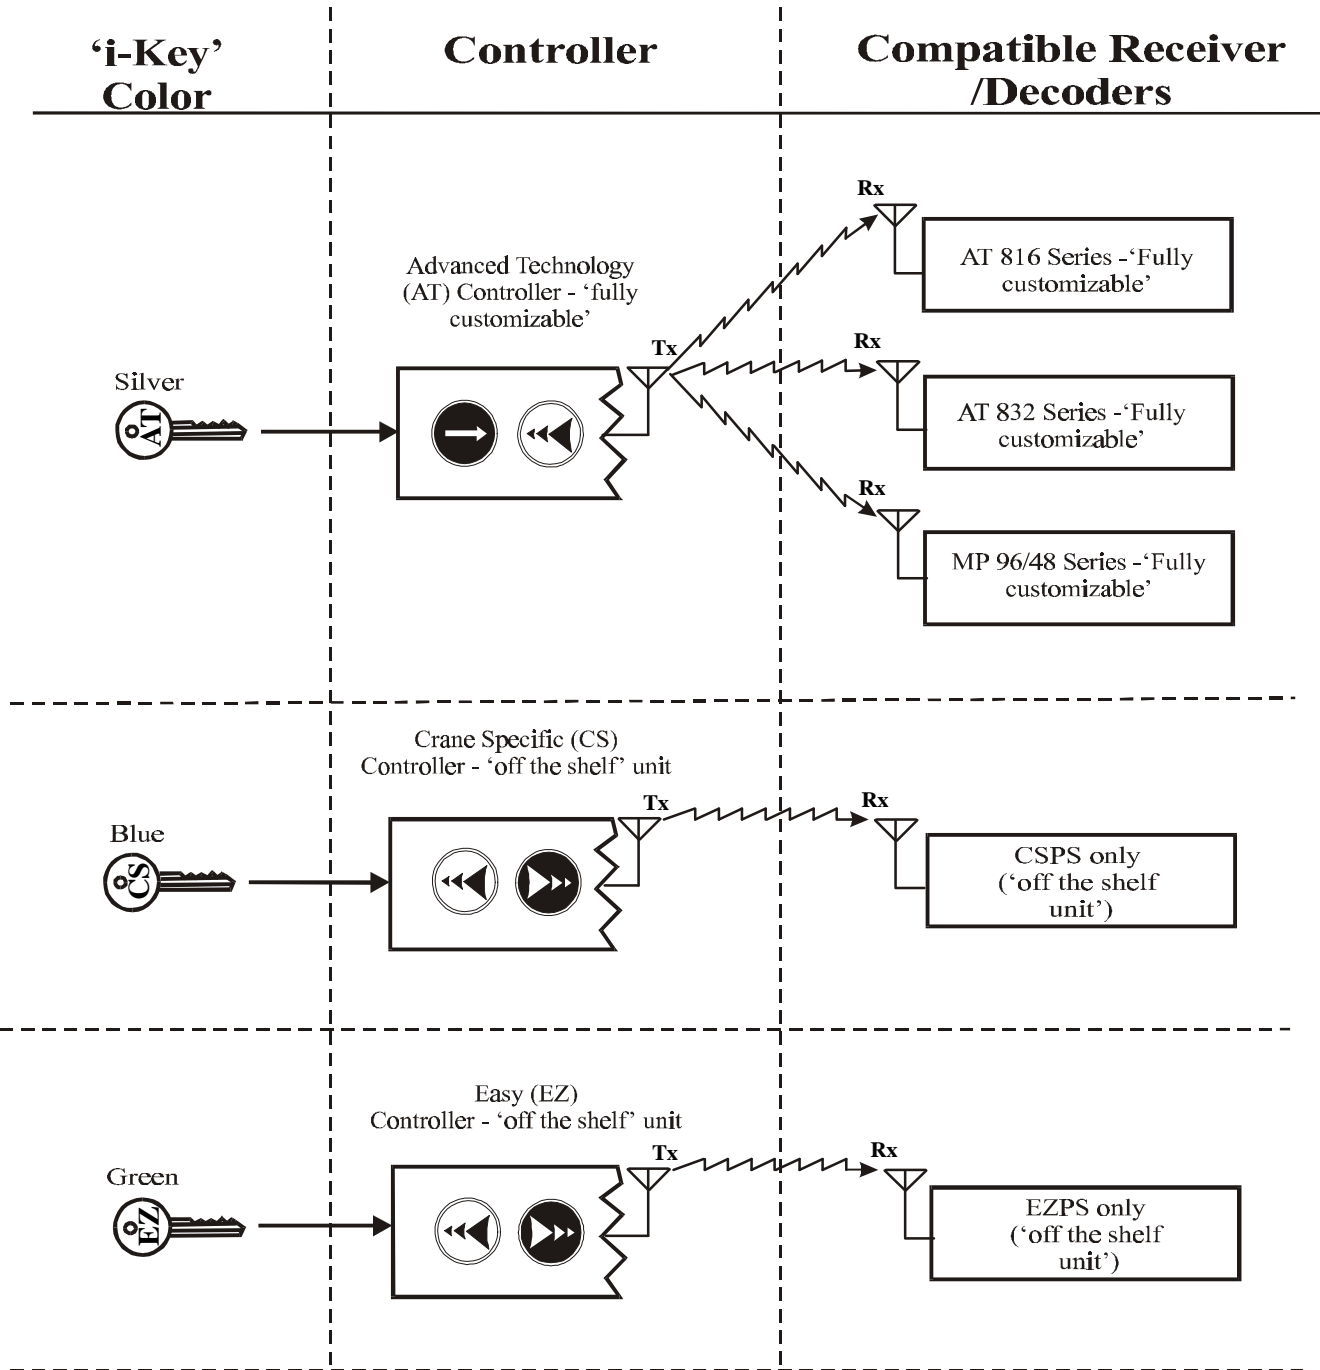 ‘i-Key’
Color
Controller
Compatible Receiver
/Decoders
Silver
AT
Advanced Technology
(AT) Controller - ‘fully
customizable’
Tx
Rx
AT 816 Series -‘Fully
customizable’
Rx
AT 832 Series -‘Fully
customizable’
Rx
MP 96/48 Series -‘Fully
customizable’
Blue
CS
Crane Specific (CS)
Controller - ‘off the shelf’ unit
Tx
Rx
CSPS only
(‘off the shelf
unit’)
Green
EZ
Easy (EZ)
Controller - ‘off the shelf’ unit
Tx
Rx
EZPS only
(‘off the shelf
unit’)